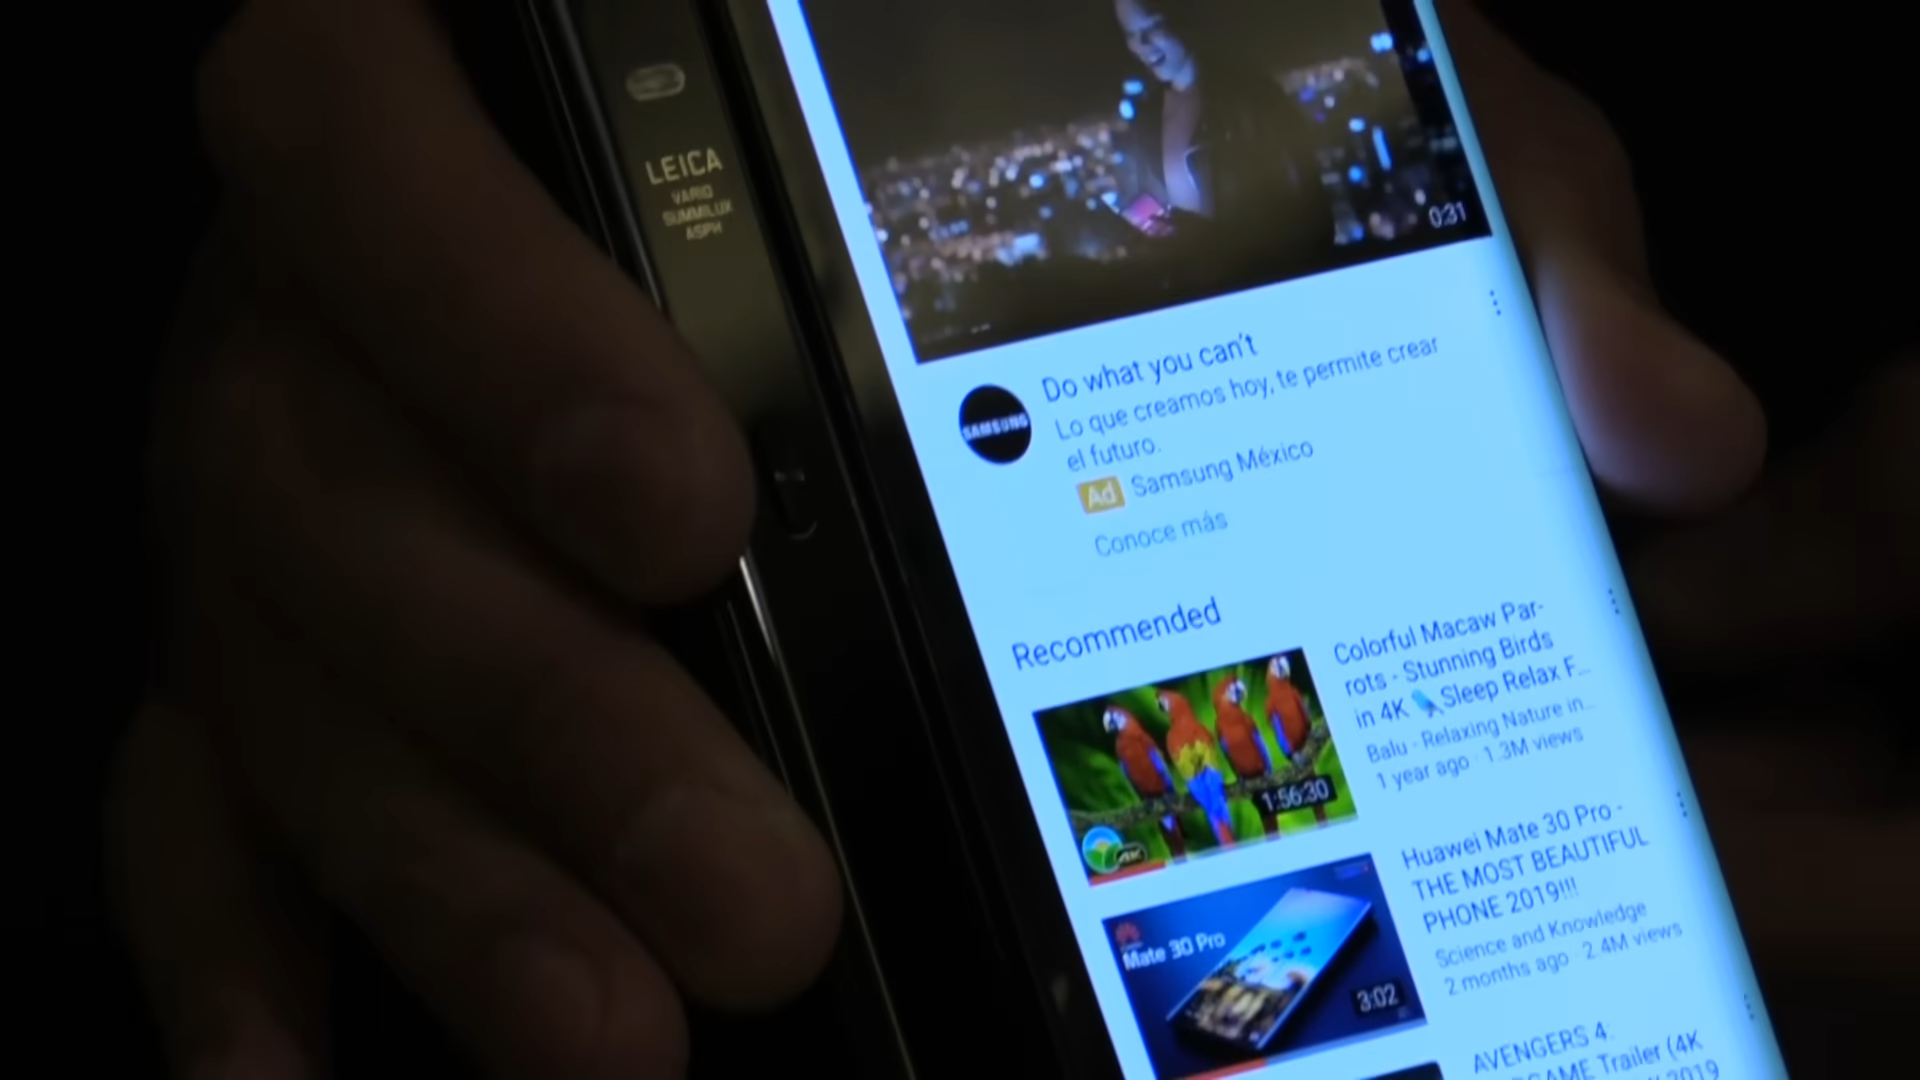 LEICA
VARIO
SUMMILUX
ASPH
0:31
Do what you can't
Lo que creamos hoy, te permite crear
el futuro.
SAMSUNG
Ad Samsung México
Conoce más
Recommended
1:56:30
4K
Colorful Macaw Par-
rots - Stunning Birds
in 4K 🦜Sleep Relax F...
Balu - Relaxing Nature in...
1 year ago · 1.3M views
Mate 30 Pro
3:02
Huawei Mate 30 Pro -
THE MOST BEAUTIFUL
PHONE 2019!!!
Science and Knowledge
2 months ago · 2.4M views
AVENGERS 4:
Trailer (4K
2019